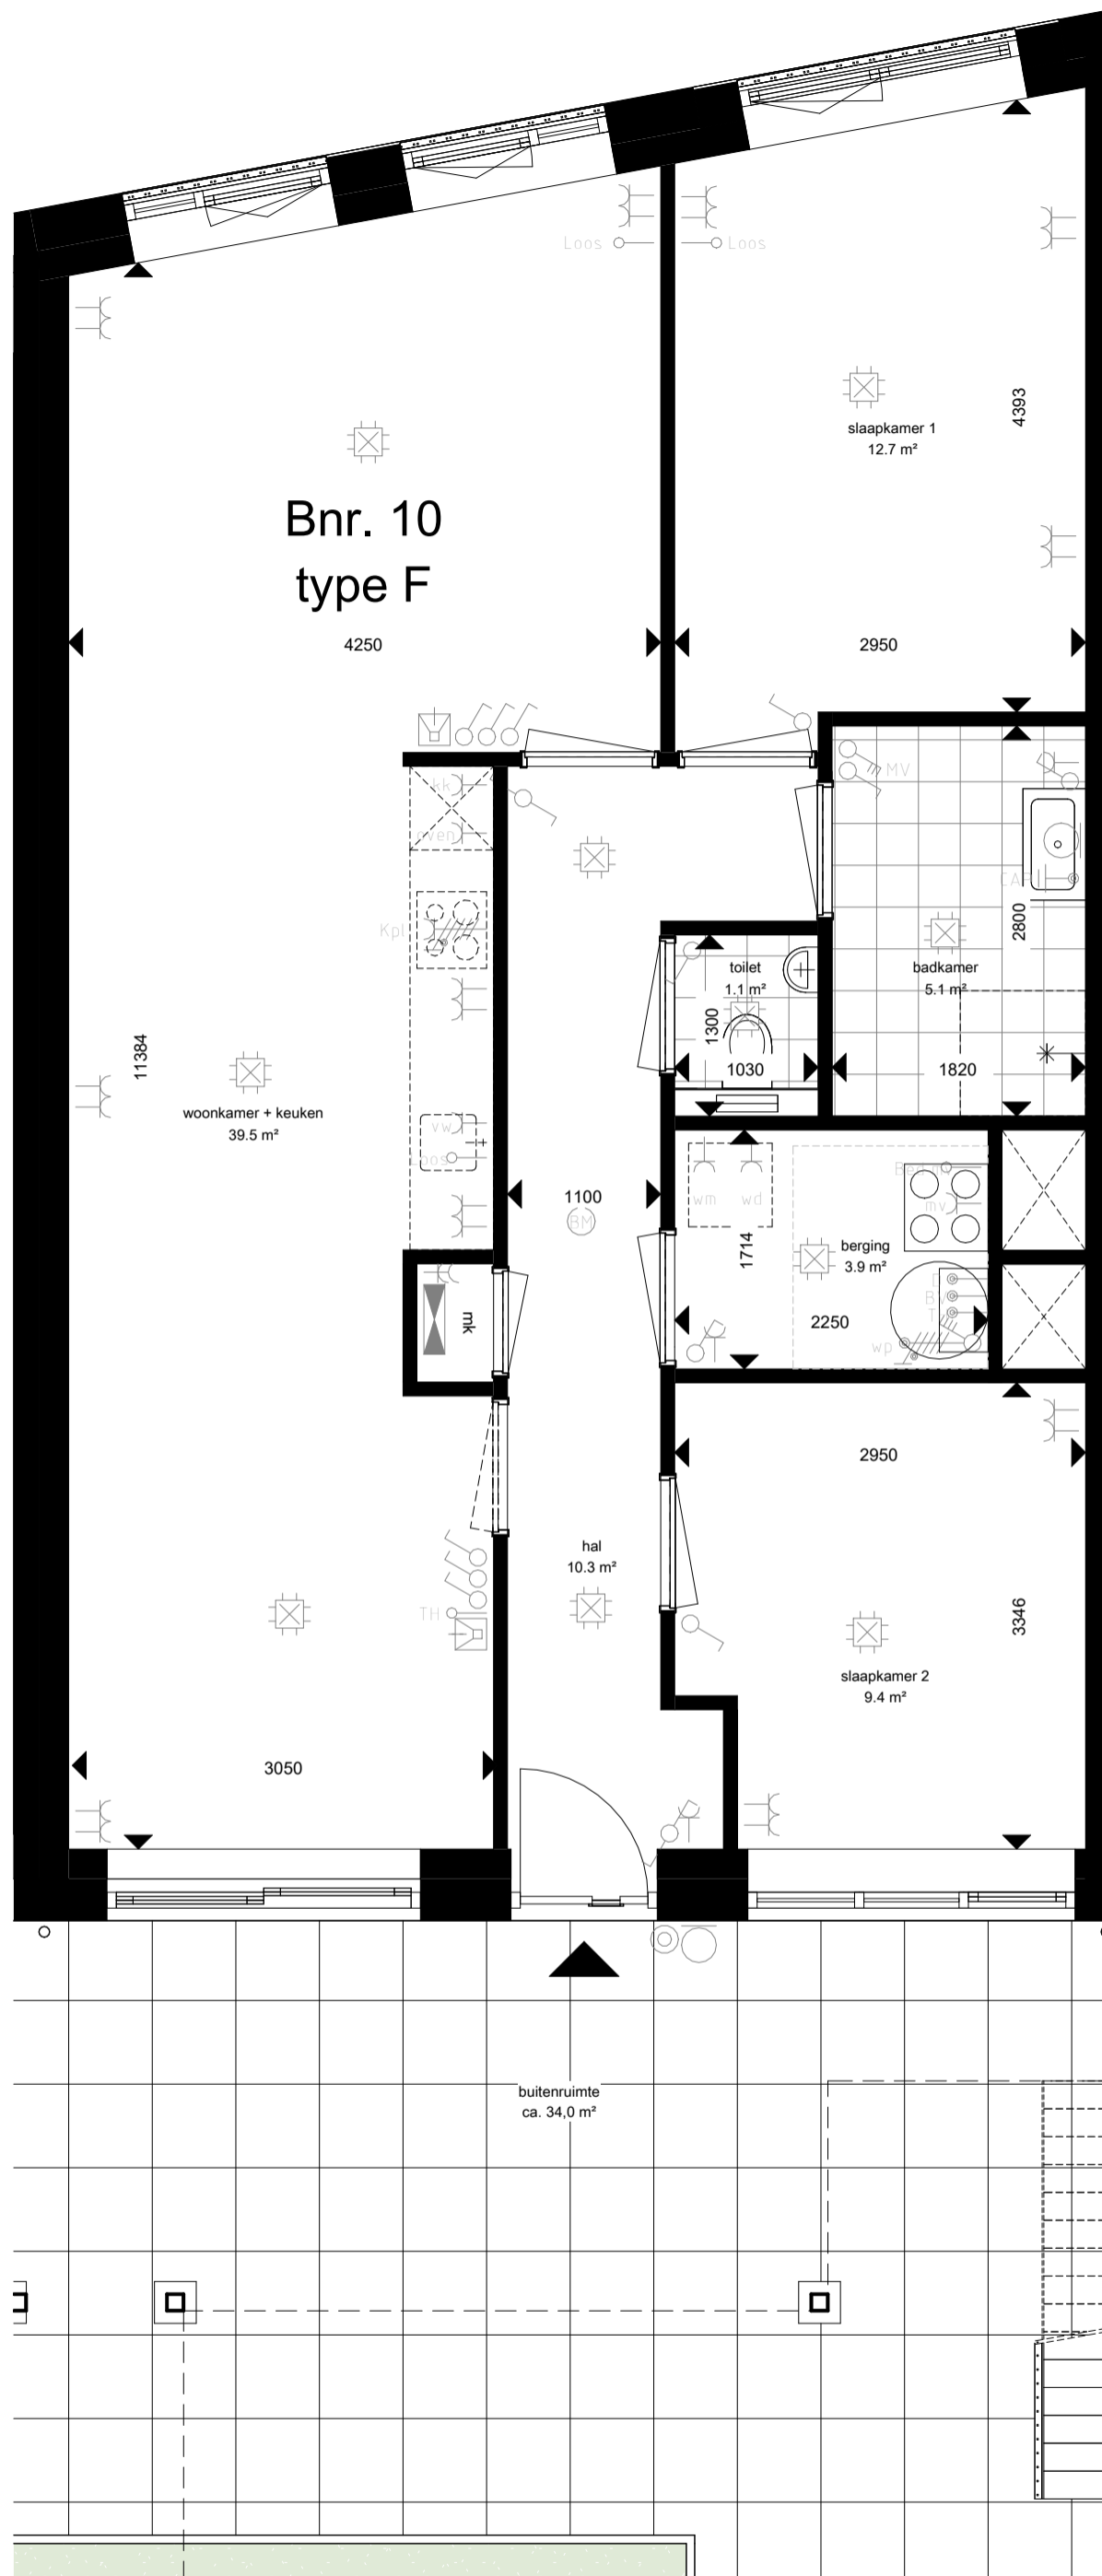 Loos
Loos
4393
slaapkamer 1
12.7 m²
Bnr. 10
type F
4250
2950
MV
kk
oven
Kpl
2800
toilet
1.1 m²
badkamer
5.1 m²
1300
1030
1820
11384
woonkamer + keuken
39.5 m²
vw
Loos
1100
BM
wm
wd
mv
1714
berging
3.9 m²
2250
mk
wp
2950
hal
10.3 m²
TH
3346
slaapkamer 2
9.4 m²
3050
buitenruimte
ca. 34,0 m²